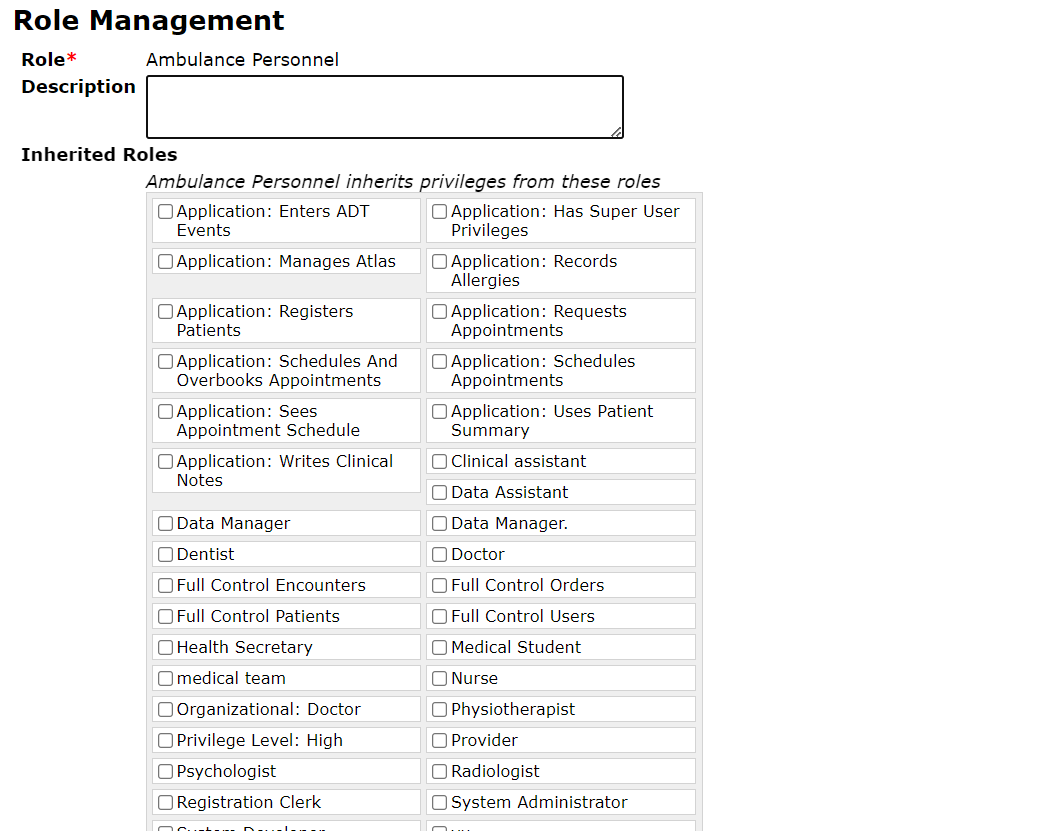 Role Management
Role* Ambulance Personnel
Description
Inherited Roles
Ambulance Personnel inherits privileges from these roles
Application: Enters ADT
Events
Application: Has Super User
Privileges
Application: Manages Atlas
Application: Records
Allergies
Application: Registers
Patients
Application: Requests
Appointments
Application: Schedules And
Overbooks Appointments
Application: Schedules
Appointments
Application: Sees
Appointment Schedule
Application: Uses Patient
Summary
Application: Writes Clinical
Notes
Clinical assistant
Data Assistant
Data Manager
Data Manager.
Dentist
Doctor
Full Control Encounters
Full Control Orders
Full Control Patients
Full Control Users
Health Secretary
Medical Student
medical team
Nurse
Organizational: Doctor
Physiotherapist
Privilege Level: High
Provider
Psychologist
Radiologist
Registration Clerk
System Administrator
System Developer